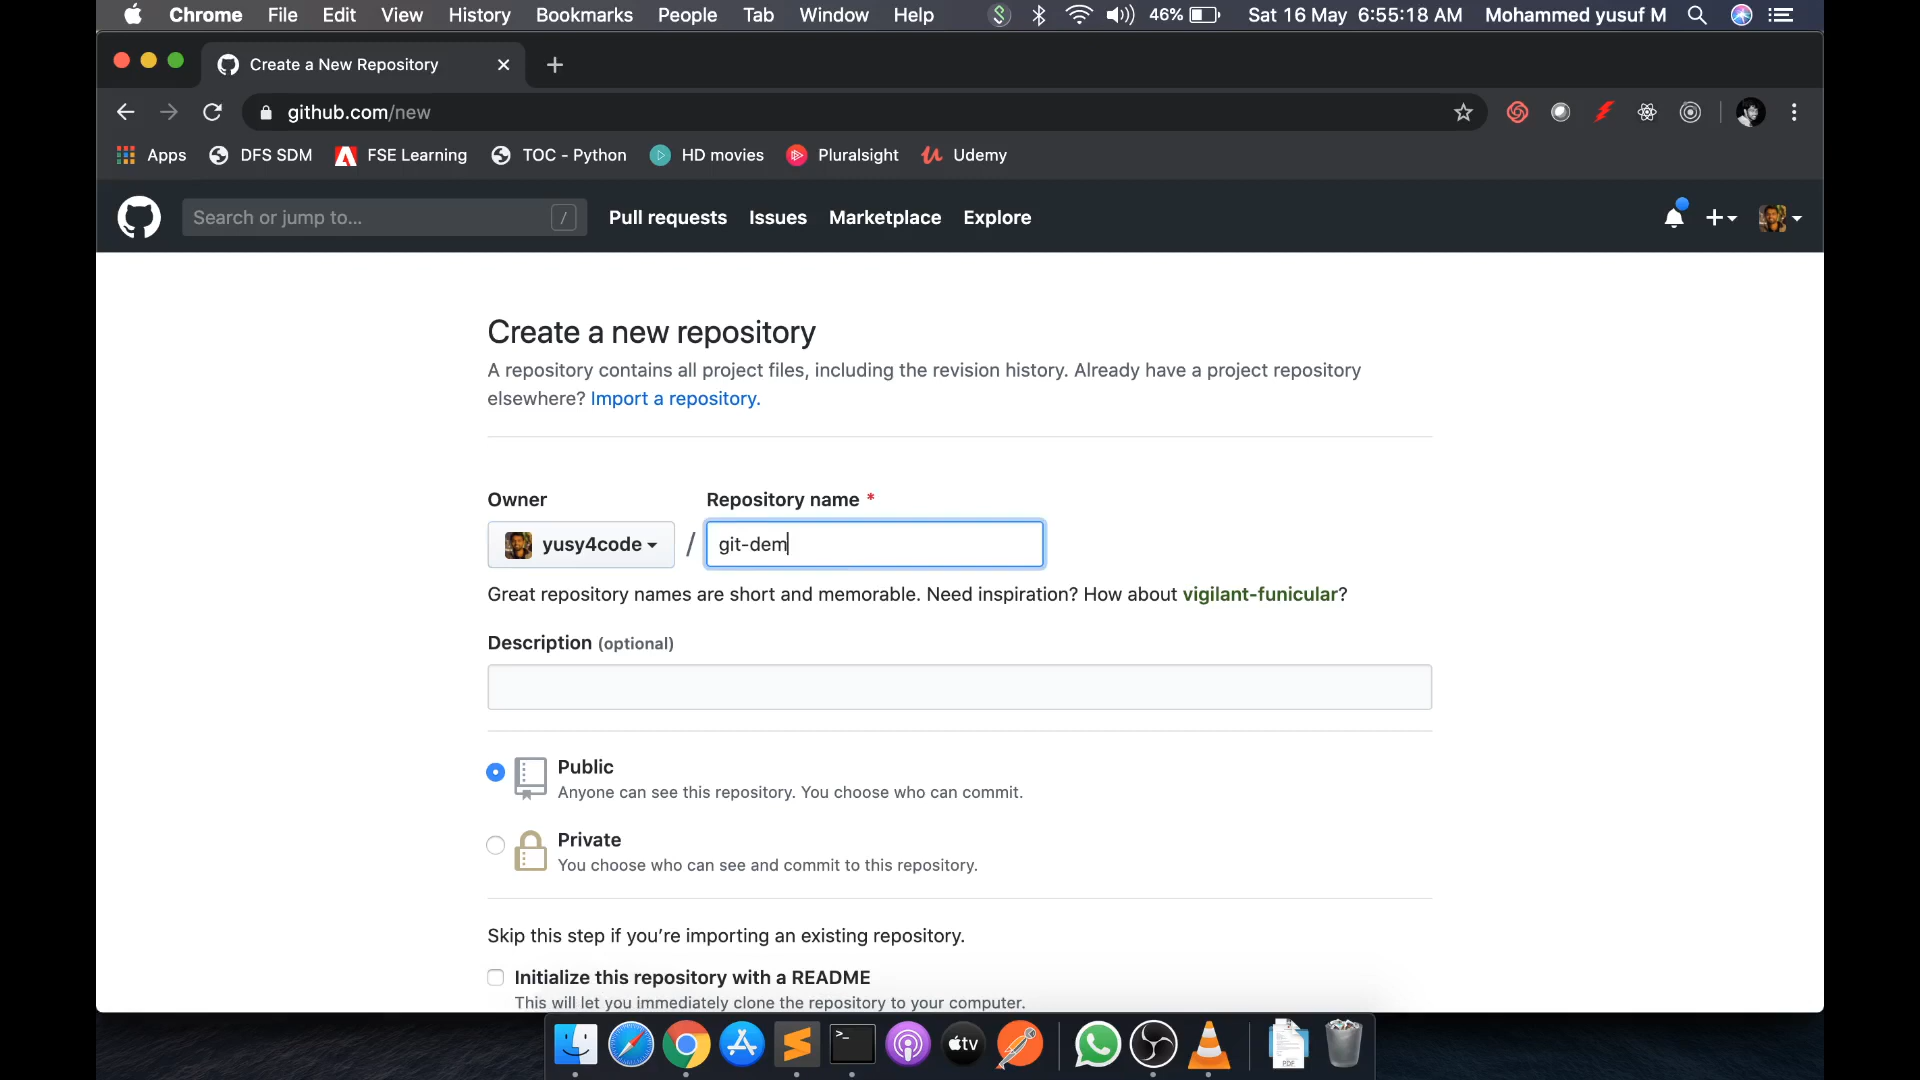 Chrome File Edit View History Bookmarks People Tab Window Help 46% Sat 16 May 6:55:18 AM Mohammed yusuf M
Create a New Repository
github.com/new
Apps DFS SDM FSE Learning TOC - Python HD movies Pluralsight Udemy
Search or jump to... / Pull requests Issues Marketplace Explore
Create a new repository
A repository contains all project files, including the revision history. Already have a project repository
elsewhere? Import a repository.
Owner Repository name *
yusy4code / git-dem
Great repository names are short and memorable. Need inspiration? How about vigilant-funicular?
Description (optional)
Public
Anyone can see this repository. You choose who can commit.
Private
You choose who can see and commit to this repository.
Skip this step if you’re importing an existing repository.
Initialize this repository with a README
This will let you immediately clone the repository to your computer.
tv
PDF